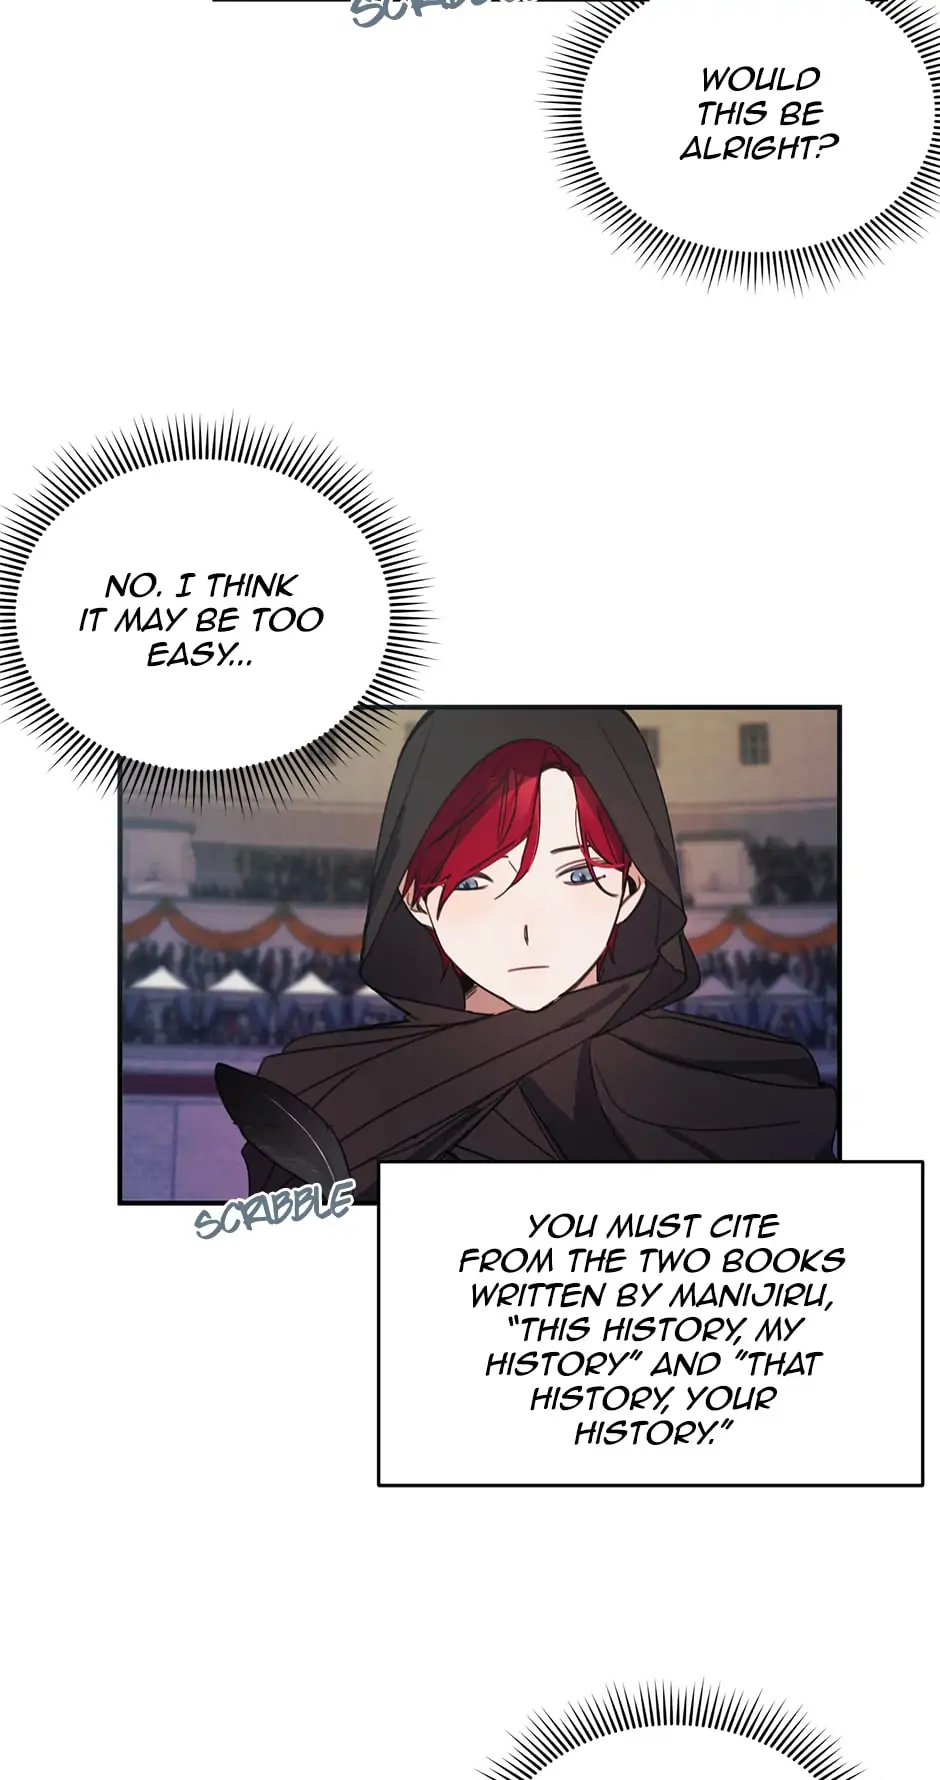 SCRIBBLE
WOULD
THIS BE
ALRIGHT?
NO. I THINK
IT MAY BE TOO
EASY...
SCRIBBLE
YOU MUST CITE
FROM THE TWO BOOKS
WRITTEN BY MANIJIRU,
"THIS HISTORY, MY
HISTORY" AND "THAT
HISTORY, YOUR
HISTORY."